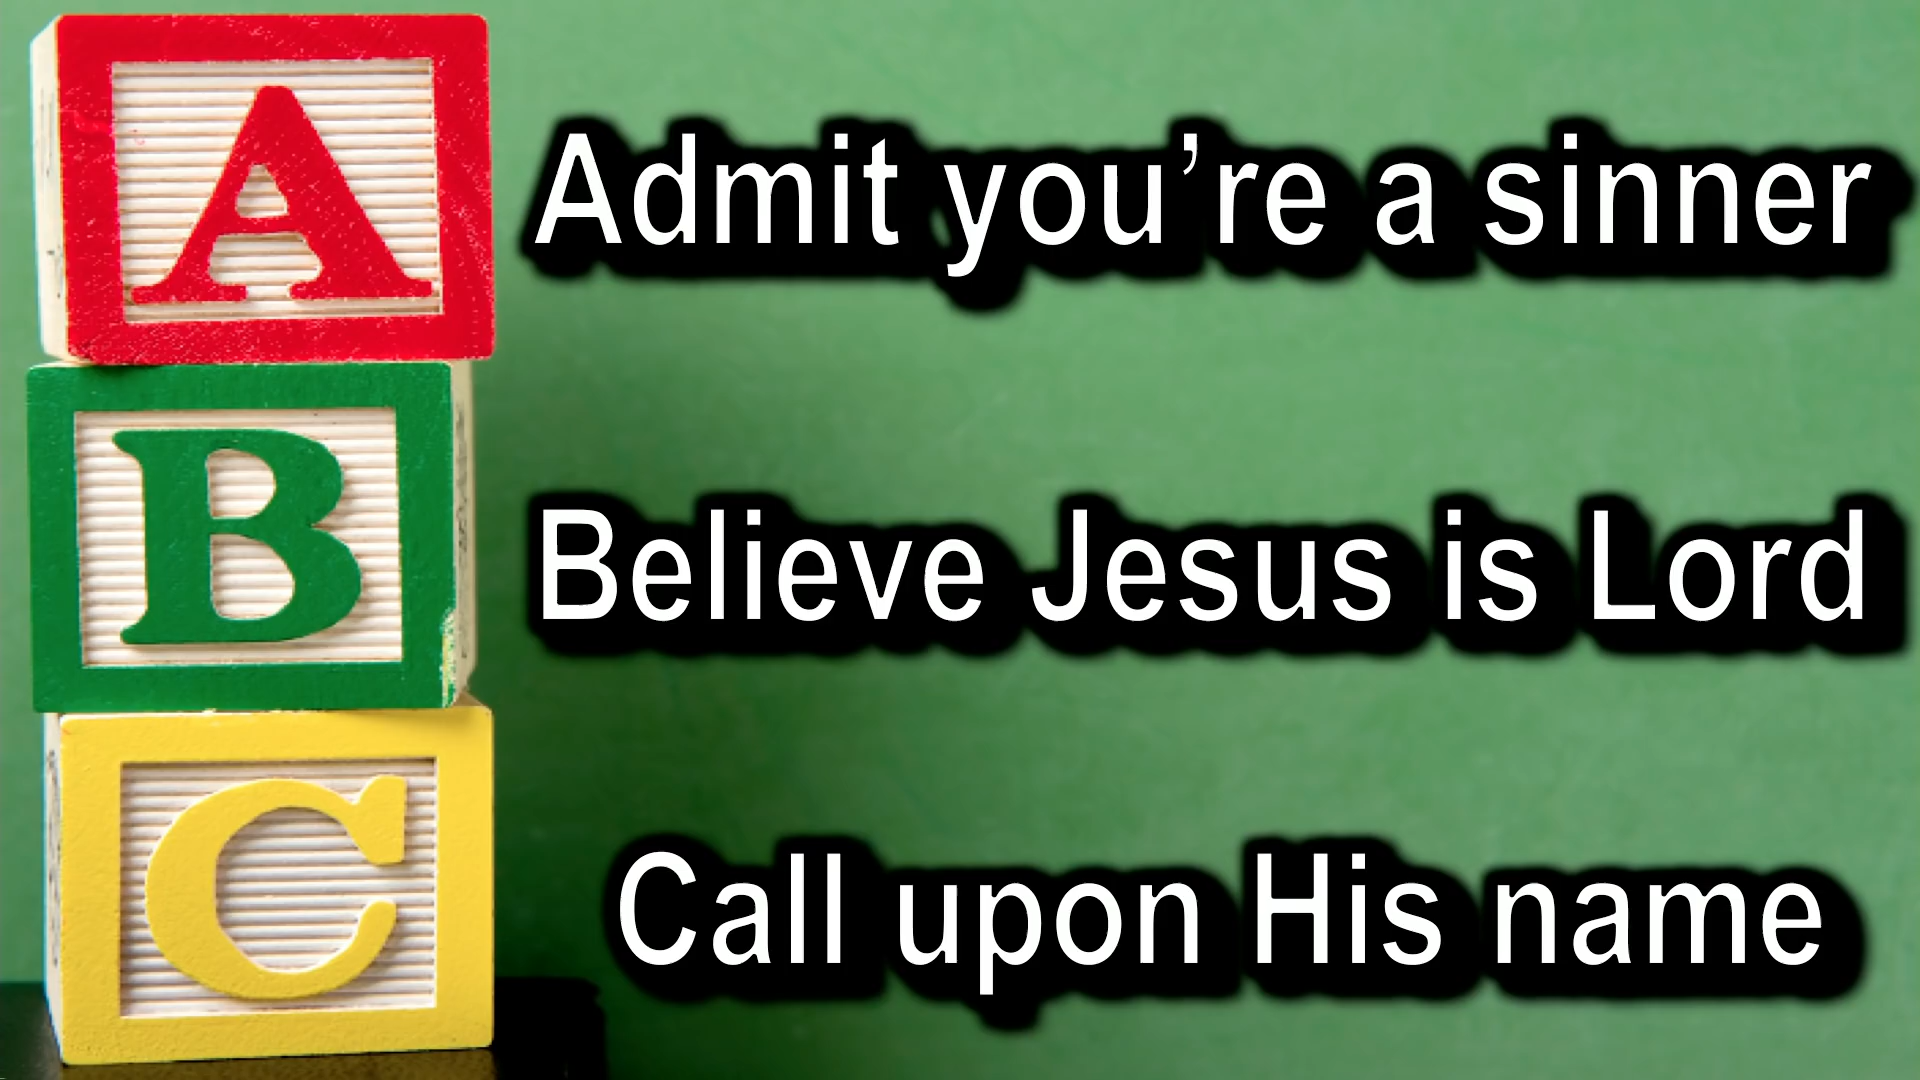 A
Admit you’re a sinner
B
Believe Jesus is Lord
C
Call upon His name